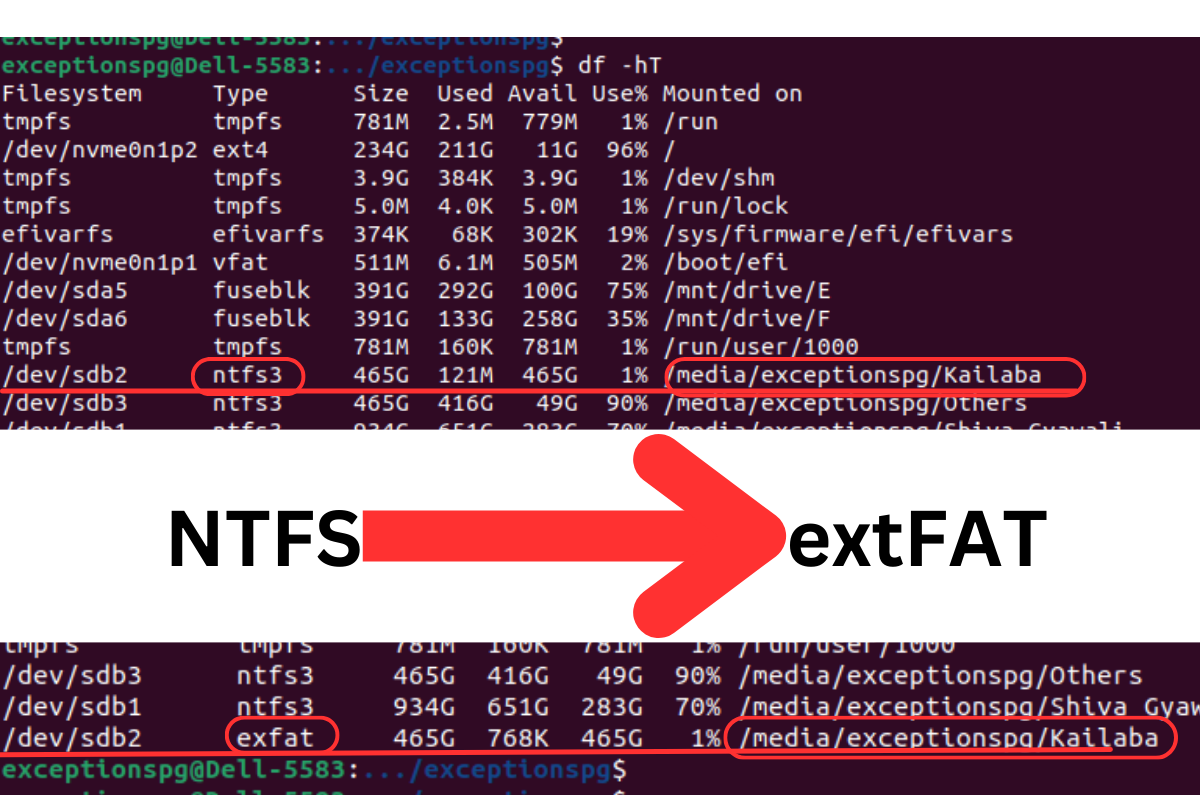 exceptionspg@Dell-5583:.../exceptionspg$
exceptionspg@Dell-5583:.../exceptionspg$ df -hT
Filesystem Type Size Used Avail Use% Mounted on
tmpfs tmpfs 781M 2.5M 779M 1% /run
/dev/nvme0n1p2 ext4 234G 211G 11G 96% /
tmpfs tmpfs 3.9G 384K 3.9G 1% /dev/shm
tmpfs tmpfs 5.0M 4.0K 5.0M 1% /run/lock
efivarfs efivarfs 374K 68K 302K 19% /sys/firmware/efi/efivars
/dev/nvme0n1p1 vfat 511M 6.1M 505M 2% /boot/efi
/dev/sda5 fuseblk 391G 292G 100G 75% /mnt/drive/E
/dev/sda6 fuseblk 391G 133G 258G 35% /mnt/drive/F
tmpfs tmpfs 781M 160K 781M 1% /run/user/1000
/dev/sdb2 ntfs3 465G 121M 465G 1% /media/exceptionspg/Kailaba
/dev/sdb3 ntfs3 465G 416G 49G 90% /media/exceptionspg/Others
/dev/sdb1 ntfs3 934G 651G 283G 70% /media/exceptionspg/Shiva Gyawali
NTFS extFAT
tmpfs tmpfs 781M 160K 781M 1% /run/user/1000
/dev/sdb3 ntfs3 465G 416G 49G 90% /media/exceptionspg/Others
/dev/sdb1 ntfs3 934G 651G 283G 70% /media/exceptionspg/Shiva Gyaw
/dev/sdb2 exfat 465G 768K 465G 1% /media/exceptionspg/Kailaba
exceptionspg@Dell-5583:.../exceptionspg$